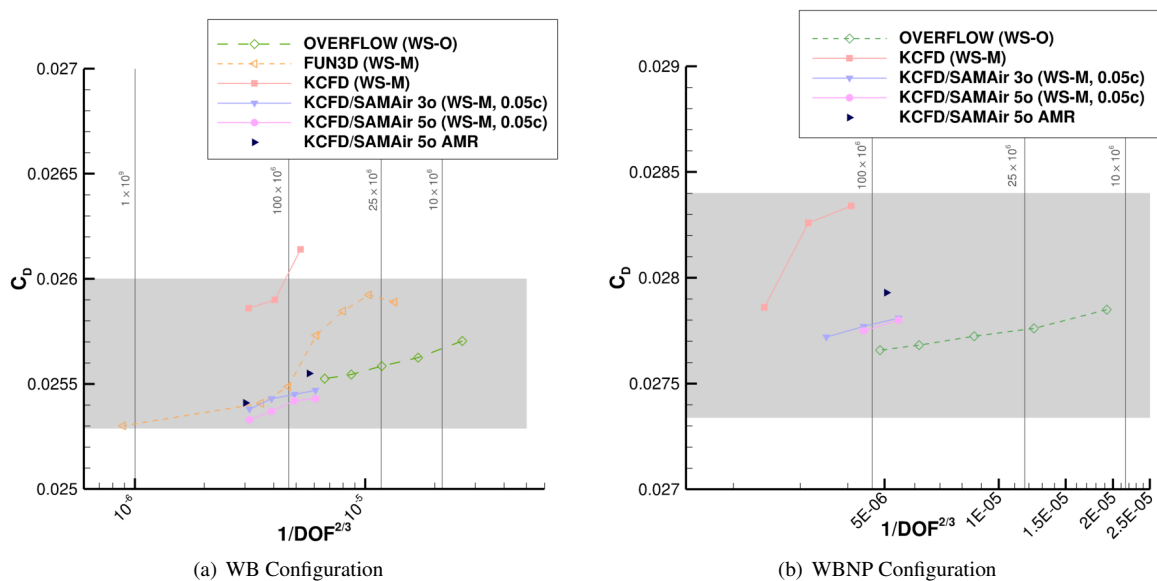 OVERFLOW (WS-O)
FUN3D (WS-M)
KCFD (WS-M)
KCFD/SAMAir 3o (WS-M, 0.05c)
KCFD/SAMAir 5o (WS-M, 0.05c)
KCFD/SAMAir 5o AMR
0.027
0.0265
0.026
0.0255
0.025
C_D
1 × 10^9
100 × 10^6
25 × 10^6
10 × 10^6
10^-6
10^-5
1/DOF^2/3
(a) WB Configuration
OVERFLOW (WS-O)
KCFD (WS-M)
KCFD/SAMAir 3o (WS-M, 0.05c)
KCFD/SAMAir 5o (WS-M, 0.05c)
KCFD/SAMAir 5o AMR
0.029
0.0285
0.028
0.0275
0.027
C_D
100 × 10^6
25 × 10^6
10 × 10^6
5E-06
1E-05
1.5E-05
2E-05
2.5E-05
1/DOF^2/3
(b) WBNP Configuration